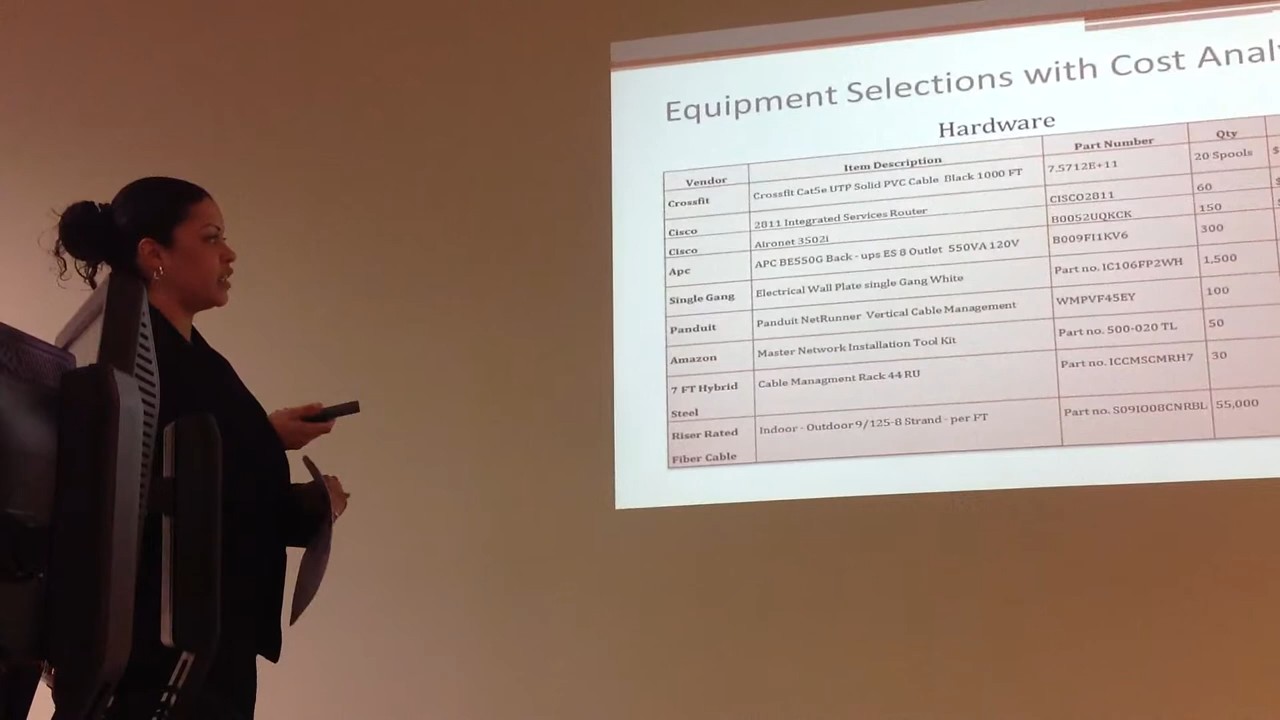 Equipment Selections with Cost
Hardware
Vendor Item Description Part Number Qty
Crossfit Crossfit Cat5e UTP Solid PVC Cable Black 1000 FT 7.5712E+11 20 Spools $
Cisco 2811 Integrated Services Router CISCO2811 60
Cisco Aironet 3502i B0052UQKCK 150
Apc APC BE550G Back - ups ES 8 Outlet 550VA 120V B009FI1KV6 300
Single Gang Electrical Wall Plate single Gang White Part no. IC106FP2WH 1,500
Panduit Panduit NetRunner Vertical Cable Management WMPVF45EY 100
Amazon Master Network Installation Tool Kit Part no. 500-020 TL 50
7 FT Hybrid Cable Managment Rack 44 RU Part no. ICCMSCMRH7 30
Steel
Riser Rated Indoor - Outdoor 9/125-8 Strand - per FT Part no. S09IO08CNRBL 55,000
Fiber Cable